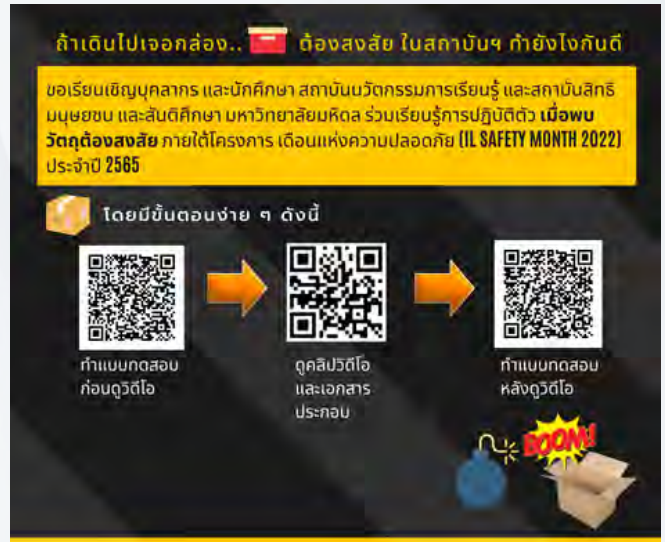 ถ้าเดินไปเจอกล่อง.. ต้องสงสัย ในสถาบันฯ ทำยังไงกันดี
ขอเรียนเชิญบุคลากร และนักศึกษา สถาบันนวัตกรรมการเรียนรู้ และสถาบันสิทธิ
มนุษยชน และสันติศึกษา มหาวิทยาลัยมหิดล ร่วมเรียนรู้การปฏิบัติตัว เมื่อพบ
วัตถุต้องสงสัย ภายใต้โครงการ เดือนแห่งความปลอดภัย (IL SAFETY MONTH 2022)
ประจำปี 2565
โดยมีขั้นตอนง่าย ๆ ดังนี้
ทำแบบทดสอบ
ก่อนดูวิดีโอ
ดูคลิปวิดีโอ
และเอกสาร
ประกอบ
ทำแบบทดสอบ
หลังดูวิดีโอ
BOOM!